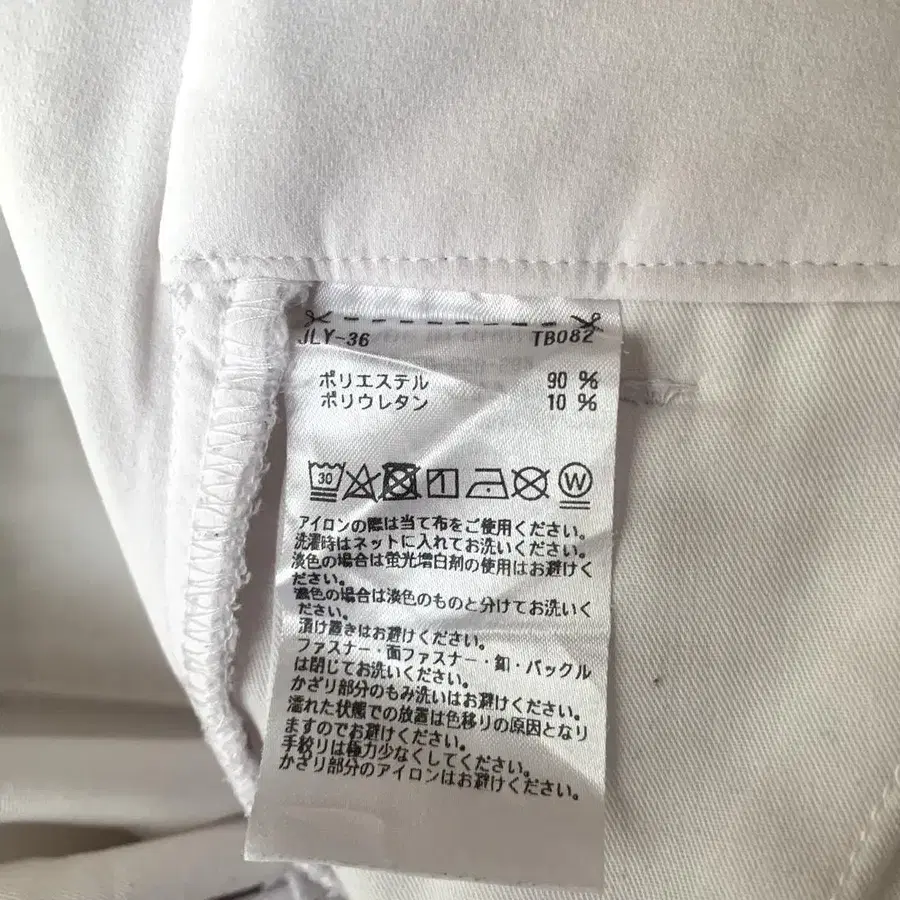 JLY-36 TB082
ポリエステル 90 %
ポリウレタン 10 %
30 W
アイロンの際は当て布をご使用ください。
洗濯時はネットに入れてお洗いください。
淡色の場合は蛍光増白剤の使用はお避けく
ださい。
濃色の場合は淡色のものと分けてお洗いく
ださい。
漬け置きはお避けください。
ファスナー・面ファスナー・釦・バックル
は閉じてお洗いください。
かざり部分のもみ洗いはお避けください。
濡れた状態での放置は色移りの原因となり
ますのでお避けください。
手絞りは極力少なくしてください。
かざり部分のアイロンはお避けください。